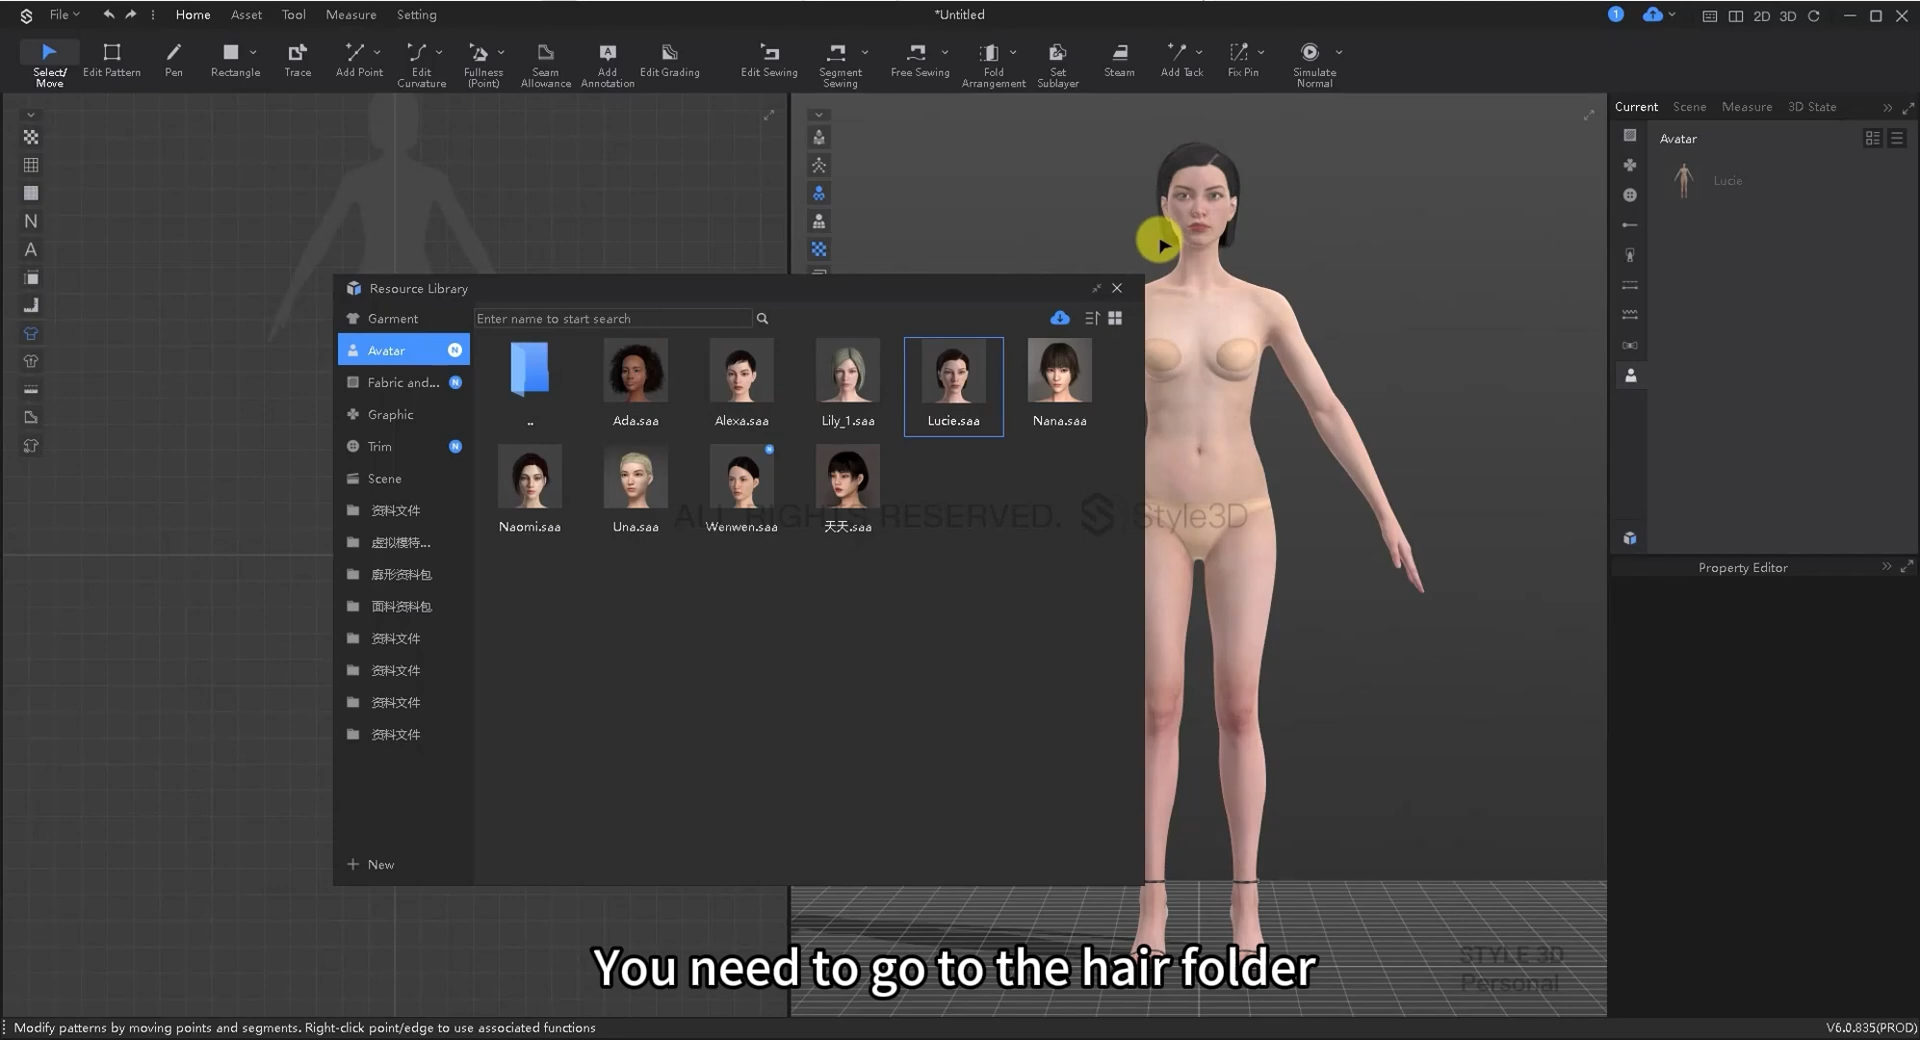 File
Home
Asset
Tool
Measure
Setting
*Untitled
1
2D
3D
Select/
Move
Edit Pattern
Pen
Rectangle
Trace
Add Point
Edit
Curvature
Fullness
(Point)
Seam
Allowance
Add
Annotation
Edit Grading
Edit Sewing
Segment
Sewing
Free Sewing
Fold
Arrangement
Set
Sublayer
Steam
Add Tack
Fix Pin
Simulate
Normal
N
A
Current
Scene
Measure
3D State
Avatar
Lucie
Property Editor
Resource Library
Enter name to start search
Garment
Avatar
N
Fabric and...
N
Graphic
Trim
N
Scene
资料文件
虚拟模特...
廓形资料包
面料资料包
资料文件
资料文件
资料文件
资料文件
New
..
Ada.saa
Alexa.saa
Lily_1.saa
Lucie.saa
Nana.saa
Naomi.saa
Una.saa
N
Wenwen.saa
天天.saa
ALL RIGHTS RESERVED. Style3D
You need to go to the hair folder
STYLE 3D
Personal
Modify patterns by moving points and segments. Right-click point/edge to use associated functions
V6.0.835(PROD)